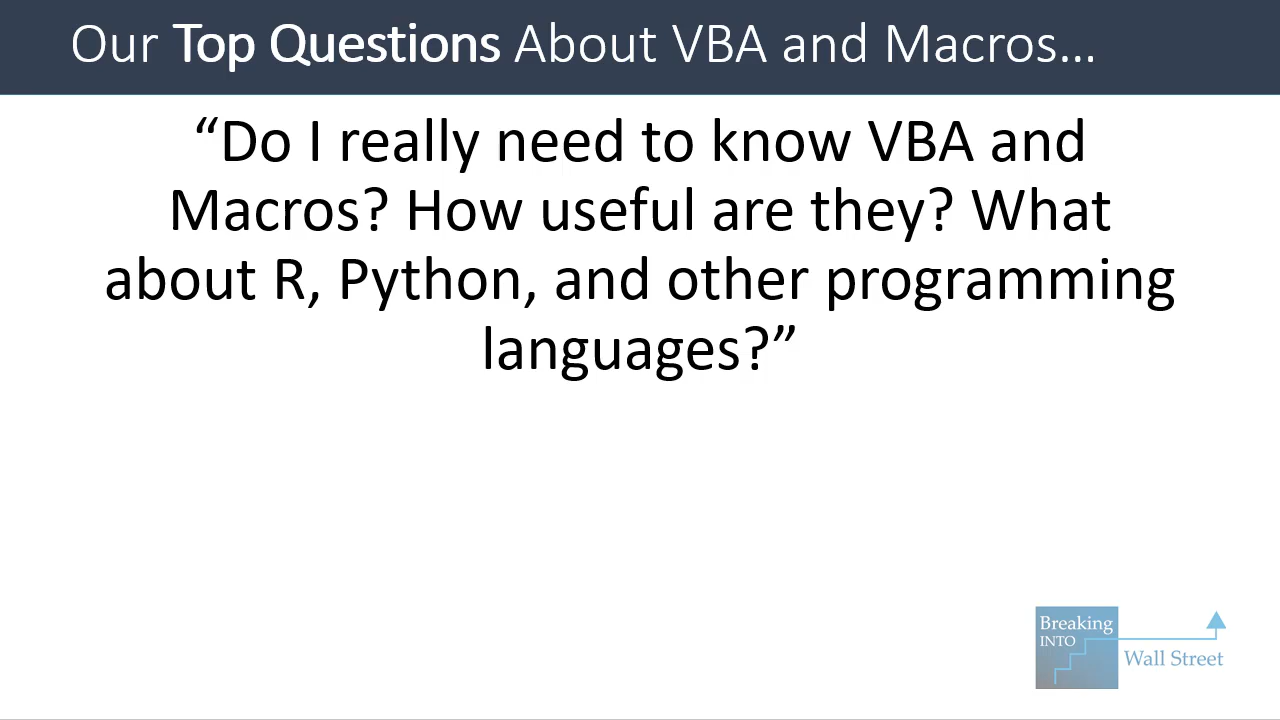 Our Top Questions About VBA and Macros…
“Do I really need to know VBA and
Macros? How useful are they? What
about R, Python, and other programming
languages?”
Breaking
INTO
Wall Street